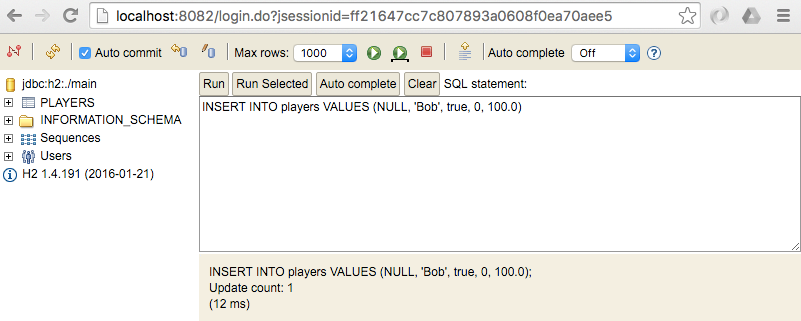 localhost:8082/login.do?jsessionid=ff21647cc7c807893a0608f0ea70aee5
Auto commit Max rows: 1000 Auto complete Off
jdbc:h2:./main
PLAYERS
INFORMATION_SCHEMA
Sequences
Users
H2 1.4.191 (2016-01-21)
Run Run Selected Auto complete Clear SQL statement:
INSERT INTO players VALUES (NULL, 'Bob', true, 0, 100.0)
INSERT INTO players VALUES (NULL, 'Bob', true, 0, 100.0);
Update count: 1
(12 ms)